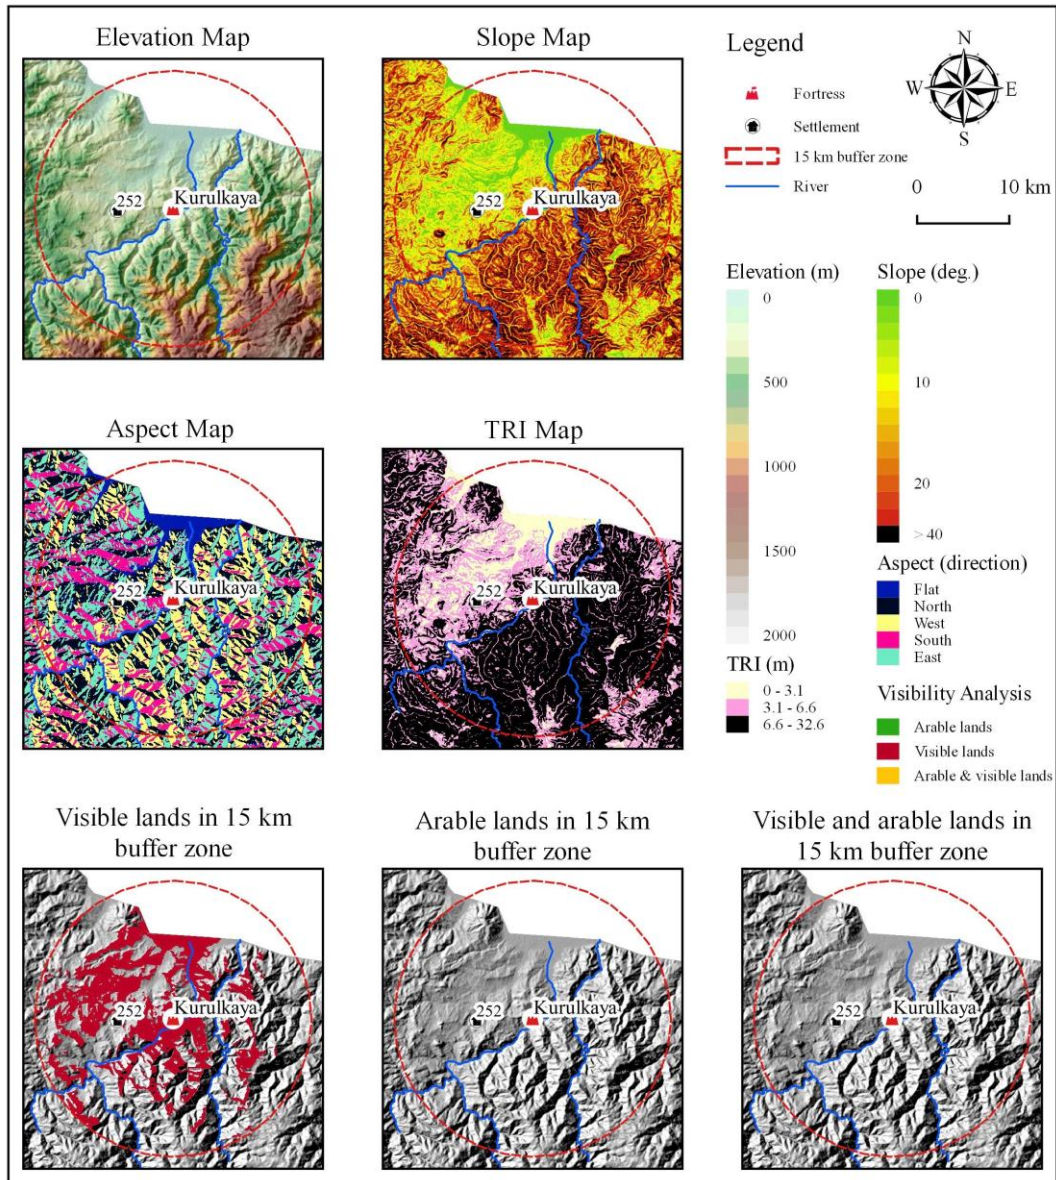 Elevation Map
252
Kurulkaya
Slope Map
252
Kurulkaya
Legend
Fortress
Settlement
15 km buffer zone
River
N
W
E
S
0
10 km
Aspect Map
252
Kurulkaya
TRI Map
252
Kurulkaya
Elevation (m)
0
500
1000
1500
2000
TRI (m)
0 - 3.1
3.1 - 6.6
6.6 - 32.6
Slope (deg.)
0
10
20
> 40
Aspect (direction)
Flat
North
West
South
East
Visibility Analysis
Arable lands
Visible lands
Arable & visible lands
Visible lands in 15 km
buffer zone
252
Kurulkaya
Arable lands in 15 km
buffer zone
252
Kurulkaya
Visible and arable lands in
15 km buffer zone
252
Kurulkaya